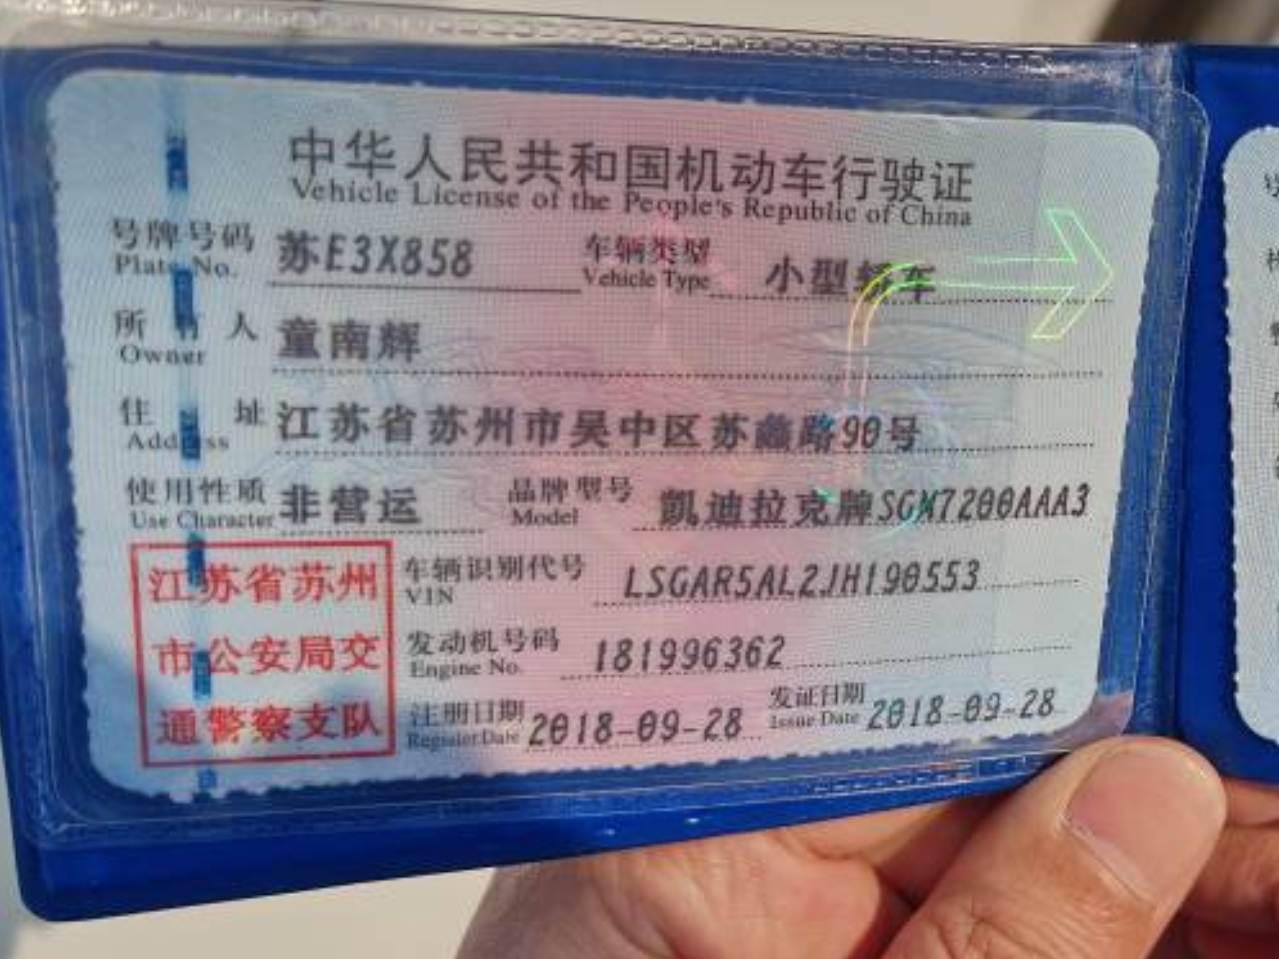 中华人民共和国机动车行驶证
Vehicle License of the People's Republic of China
号牌号码 苏E3X858 车辆类型 小型轿车
Plate No. Vehicle Type
所有人 童南辉
Owner
住址 江苏省苏州市吴中区苏蠡路90号
Address
使用性质 非营运 品牌型号 凯迪拉克牌SGM7200AAA3
Use Character Model
江苏省苏州
市公安局交
通警察支队
车辆识别代号 LSGAR5AL2JH190553
VIN
发动机号码 181996362
Engine No.
注册日期 2018-09-28 发证日期 2018-09-28
Register Date Issue Date